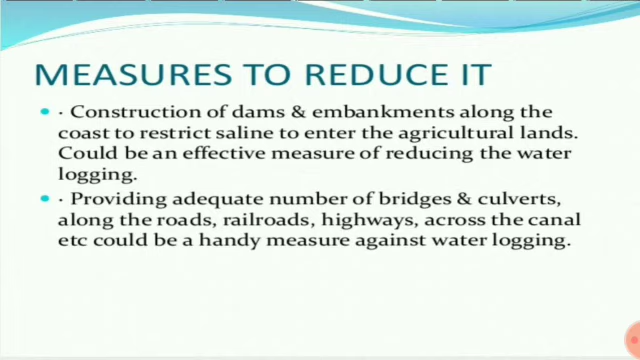 MEASURES TO REDUCE IT
• · Construction of dams & embankments along the
coast to restrict saline to enter the agricultural lands.
Could be an effective measure of reducing the water
logging.
• · Providing adequate number of bridges & culverts,
along the roads, railroads, highways, across the canal
etc could be a handy measure against water logging.